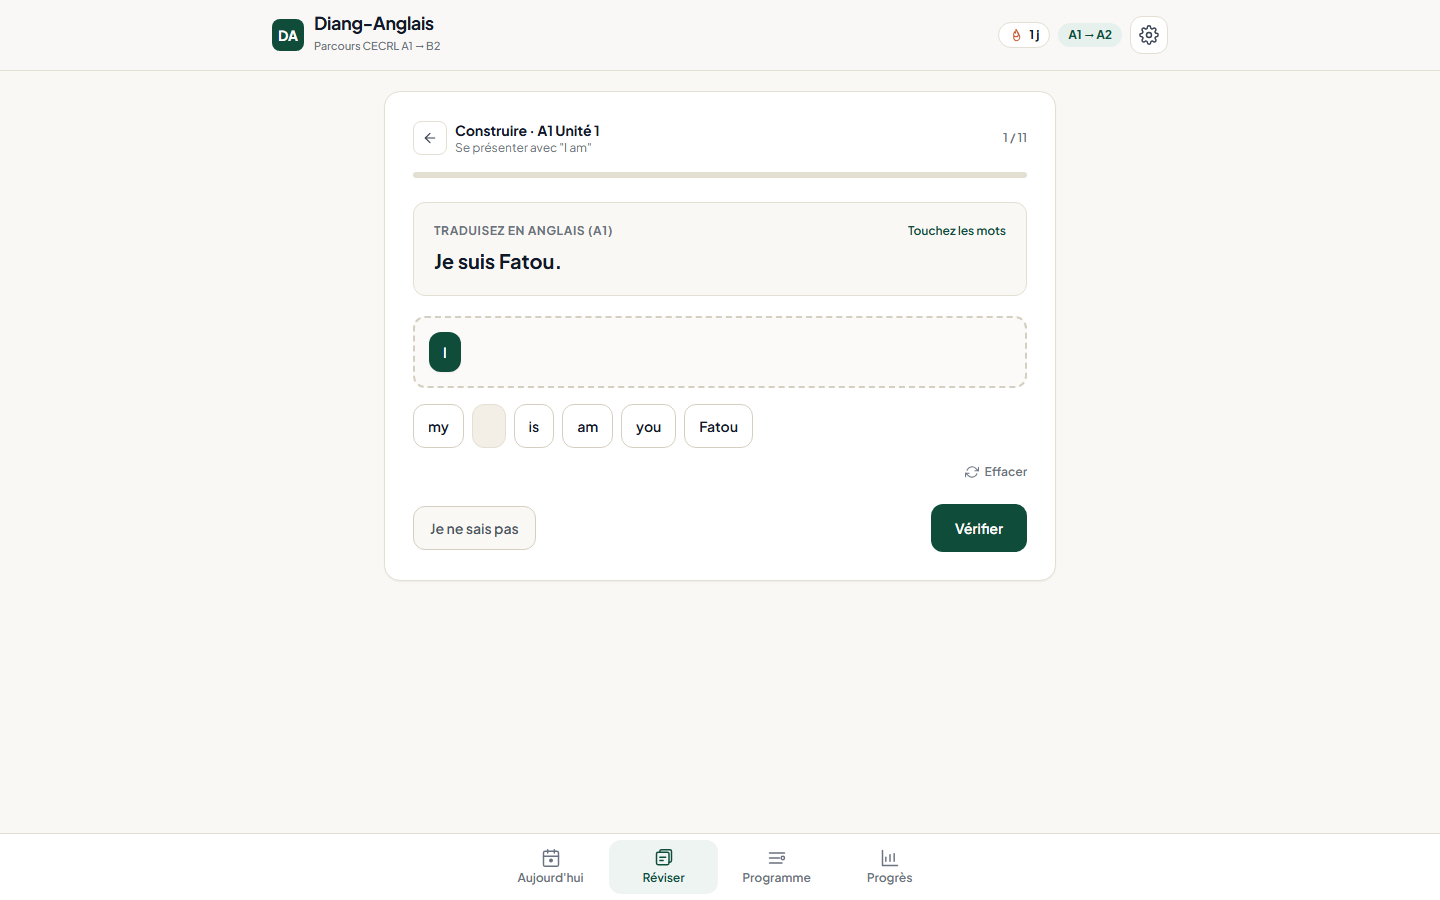 DA
Diang-Anglais
Parcours CECRL A1 → B2
1 j
A1 → A2
Construire · A1 Unité 1
Se présenter avec "I am"
1 / 11
TRADUISEZ EN ANGLAIS (A1)
Touchez les mots
Je suis Fatou.
I
my
is
am
you
Fatou
Effacer
Je ne sais pas
Vérifier
Aujourd'hui
Réviser
Programme
Progrès